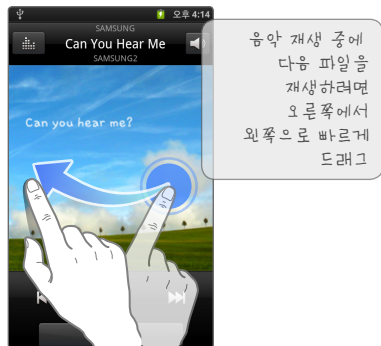 오후 4:14
SAMSUNG
Can You Hear Me
SAMSUNG2
Can you hear me?
음악 재생 중에
다음 파일을
재생하려면
오른쪽에서
왼쪽으로 빠르게
드래그